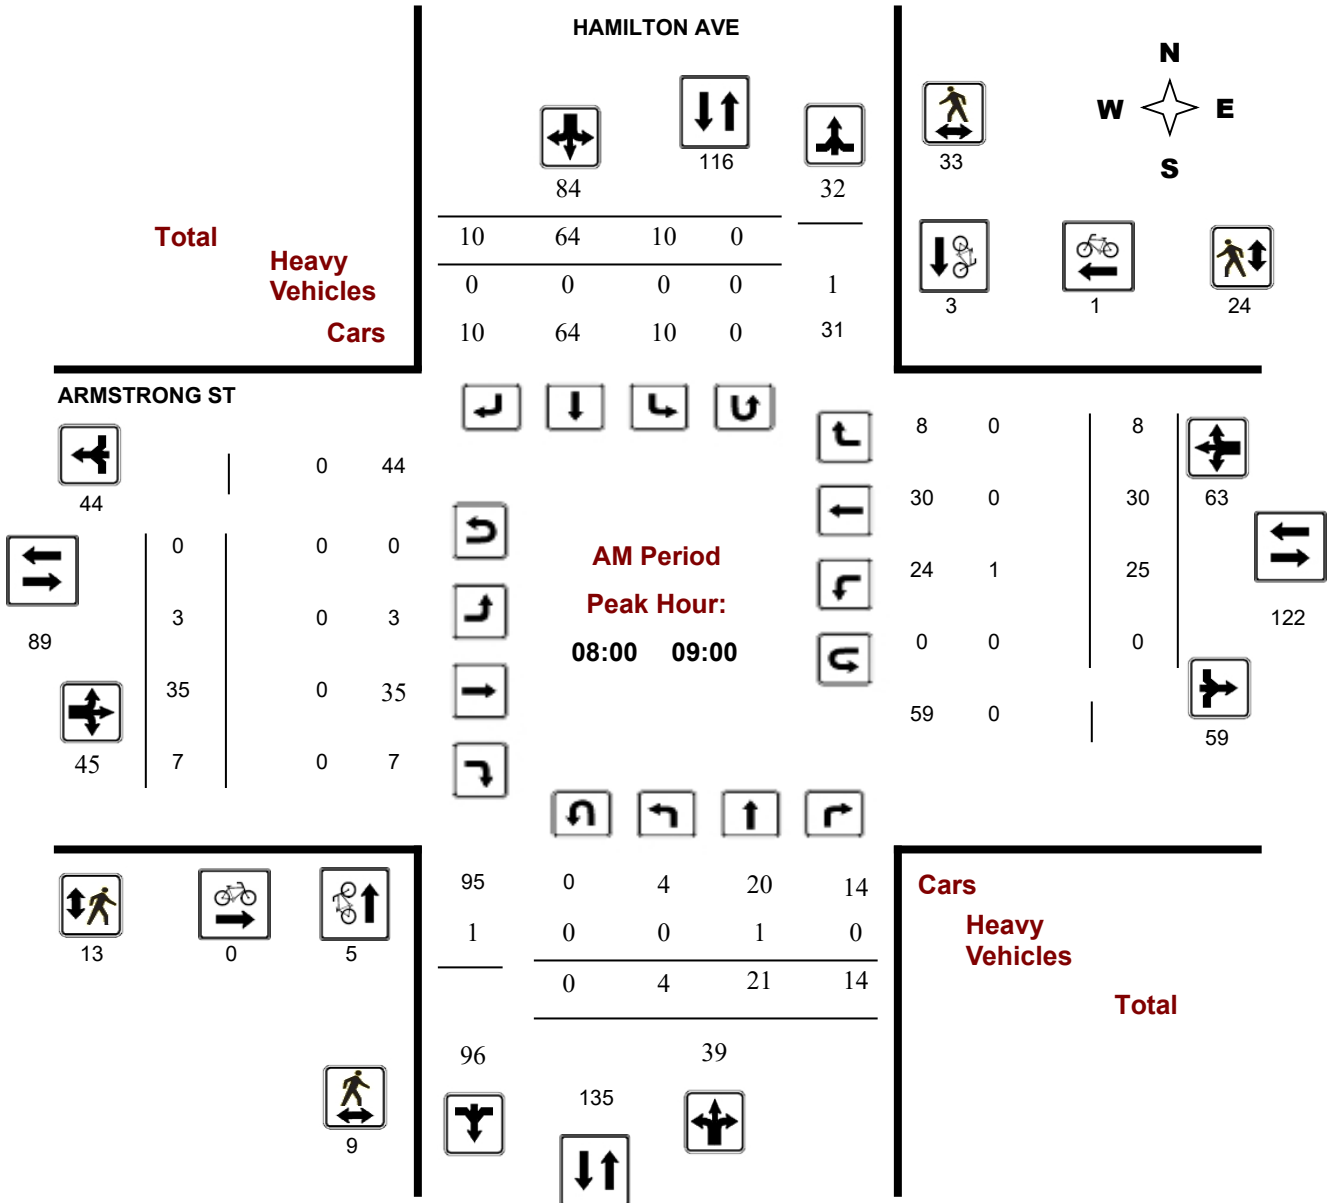 HAMILTON AVE
N
W E
S
116
33
84
32
Total
10 64 10 0
Heavy
Vehicles
0 0 0 0 1
3 1 24
Cars
10 64 10 0 31
ARMSTRONG ST
8 0 8
0 44
44
30 0 30 63
0 0 0
AM Period
24 1 25
3 0 3
Peak Hour:
122
89
08:00 09:00
0 0 0
35 0 35
59 0
59
45 7 0 7
95 0 4 20 14
Cars
1 0 0 1 0
Heavy
Vehicles
13 0 5
0 4 21 14
Total
96 39
135
9